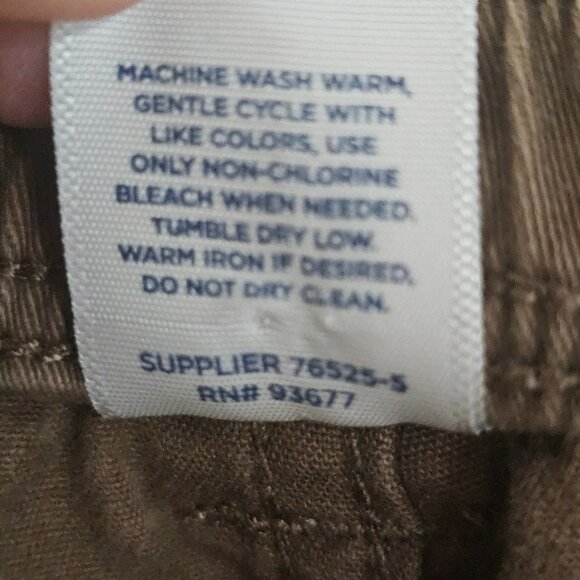 MACHINE WASH WARM,
GENTLE CYCLE WITH
LIKE COLORS, USE
ONLY NON-CHLORINE
BLEACH WHEN NEEDED.
TUMBLE DRY LOW.
WARM IRON IF DESIRED,
DO NOT DRY CLEAN.
SUPPLIER 76525-5
RN# 93677